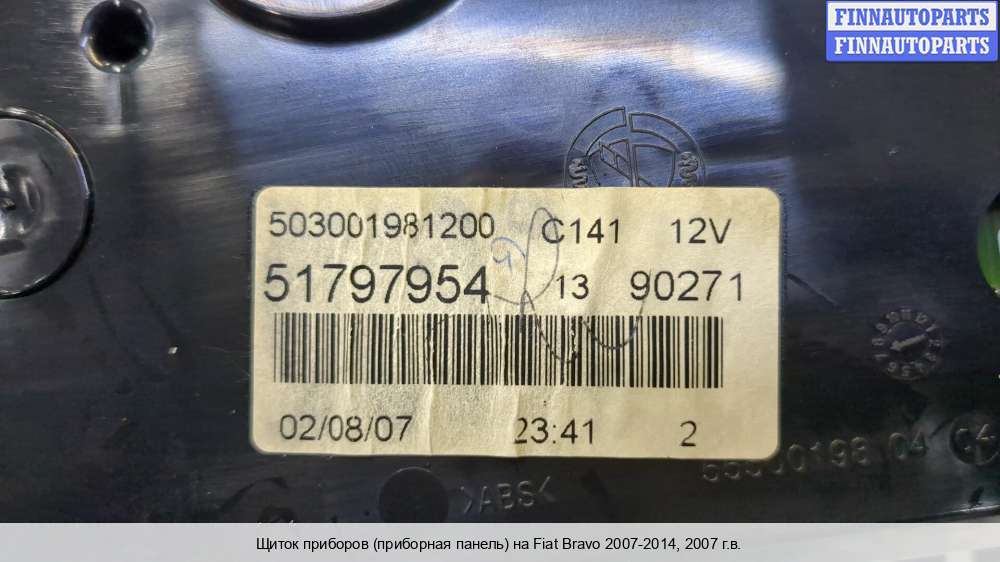 FINNAUTOPARTS
FINNAUTOPARTS
503001981200 C141 12V
51797954 13 90271
02/08/07 23:41 2
>ABS<
Щиток приборов (приборная панель) на Fiat Bravo 2007-2014, 2007 г.в.